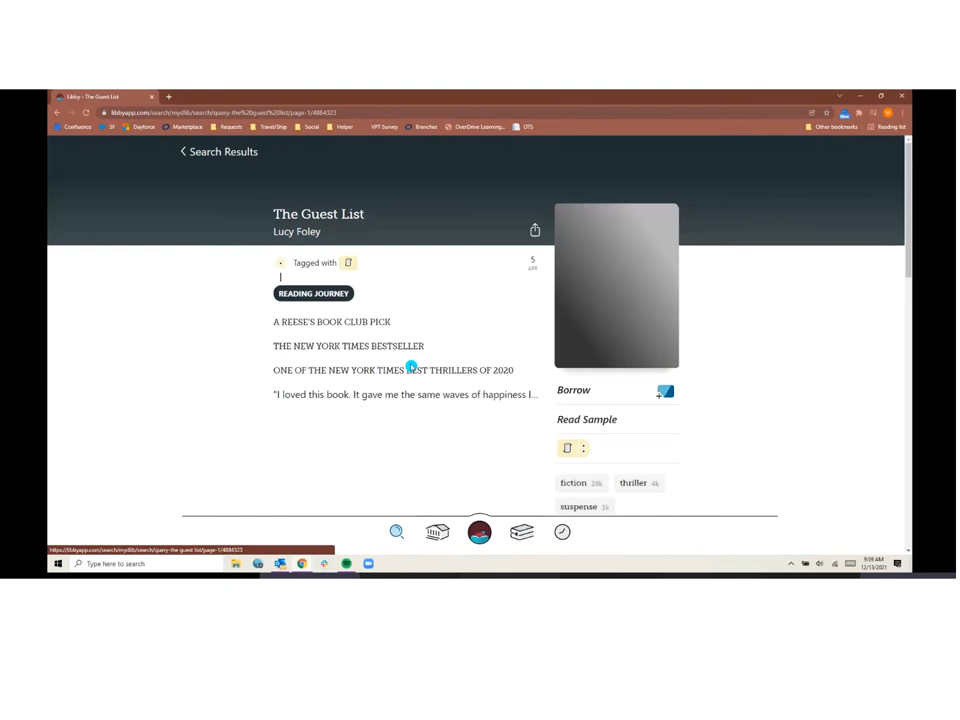 Libby - The Guest List
libbyapp.com/search/mydlib/search/query-the%20guest%20list/page-1/4884323
Confluence SF Dayforce Marketplace Requests Travel/Ship Social Helper VPT Survey Branches OverDrive Learning... OTS Other bookmarks Reading list
Search Results
The Guest List
Lucy Foley
Tagged with
5
APR
READING JOURNEY
A REESE'S BOOK CLUB PICK
THE NEW YORK TIMES BESTSELLER
ONE OF THE NEW YORK TIMES BEST THRILLERS OF 2020
"I loved this book. It gave me the same waves of happiness I...
Borrow
Read Sample
fiction 28k thriller 4k
suspense 3k
https://libbyapp.com/search/mydlib/search/query-the guest list/page-1/4884323
Type here to search
9:59 AM
12/13/2021